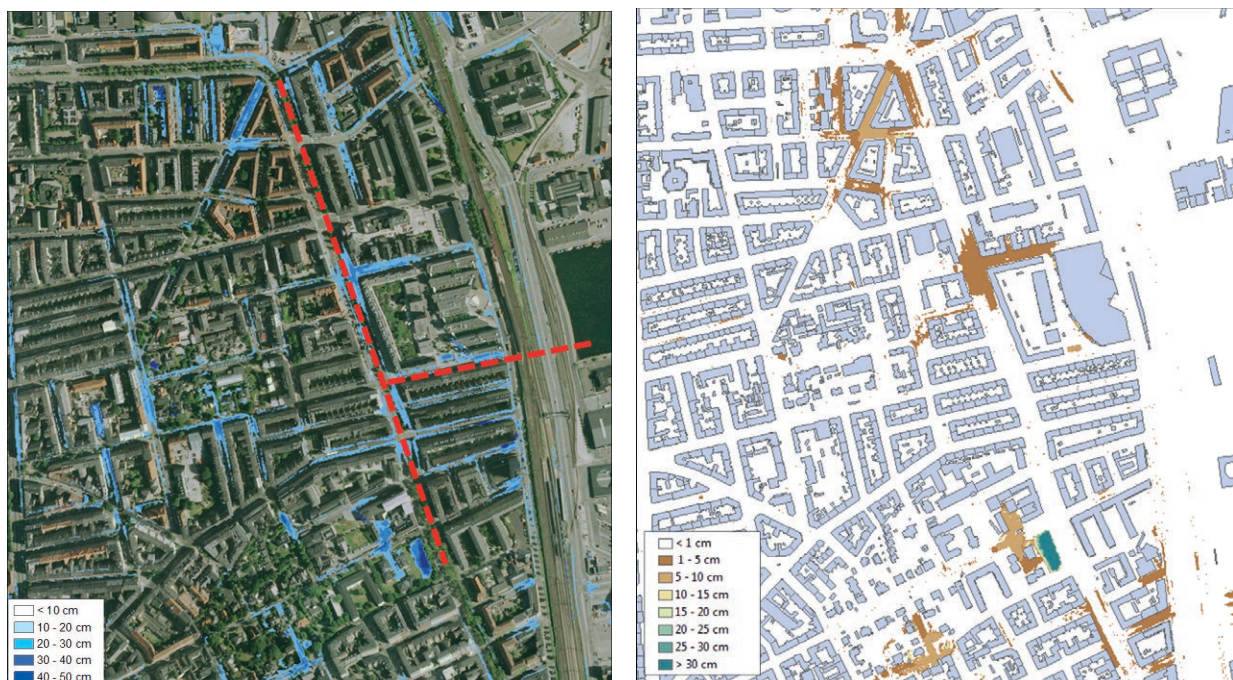 < 10 cm
10 - 20 cm
20 - 30 cm
30 - 40 cm
40 - 50 cm
< 1 cm
1 - 5 cm
5 - 10 cm
10 - 15 cm
15 - 20 cm
20 - 25 cm
25 - 30 cm
> 30 cm